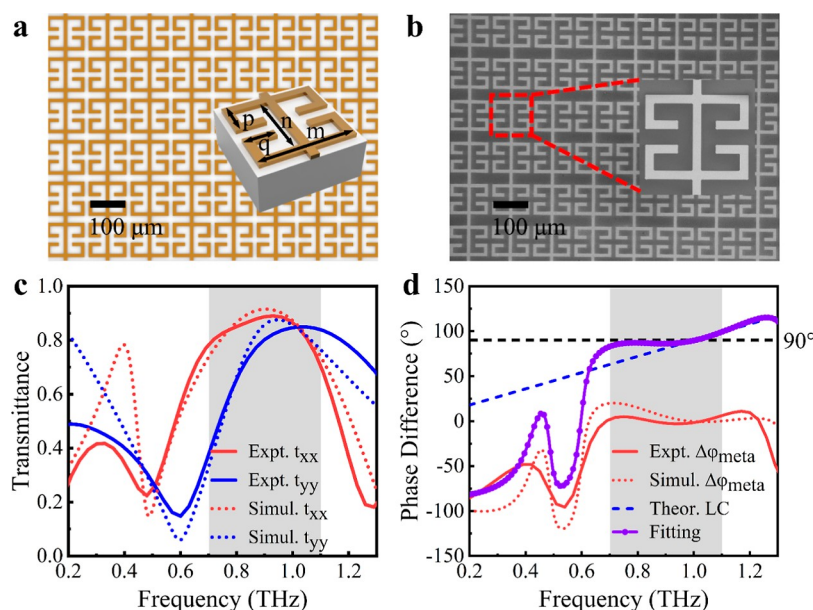 a
p
n
m
q
100 μm
b
100 μm
c
Transmittance
1.0
0.8
0.6
0.4
0.2
0.0
Expt. txx
Expt. tyy
Simul. txx
Simul. tyy
0.2 0.4 0.6 0.8 1.0 1.2
Frequency (THz)
d
Phase Difference (°)
150
100
50
0
-50
-100
-150
90°
Expt. Δφmeta
Simul. Δφmeta
Theor. LC
Fitting
0.2 0.4 0.6 0.8 1.0 1.2
Frequency (THz)